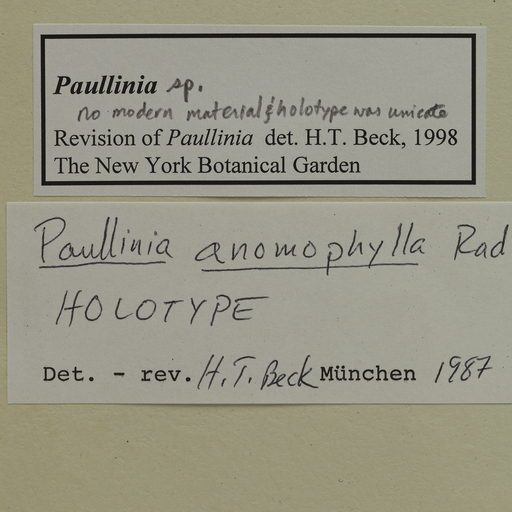 Paullinia sp.
no modern material & holotype was unicate
Revision of Paullinia det. H.T. Beck, 1998
The New York Botanical Garden
Paullinia anomophylla Rad
HOLOTYPE
Det. - rev. H.T. Beck München 1987